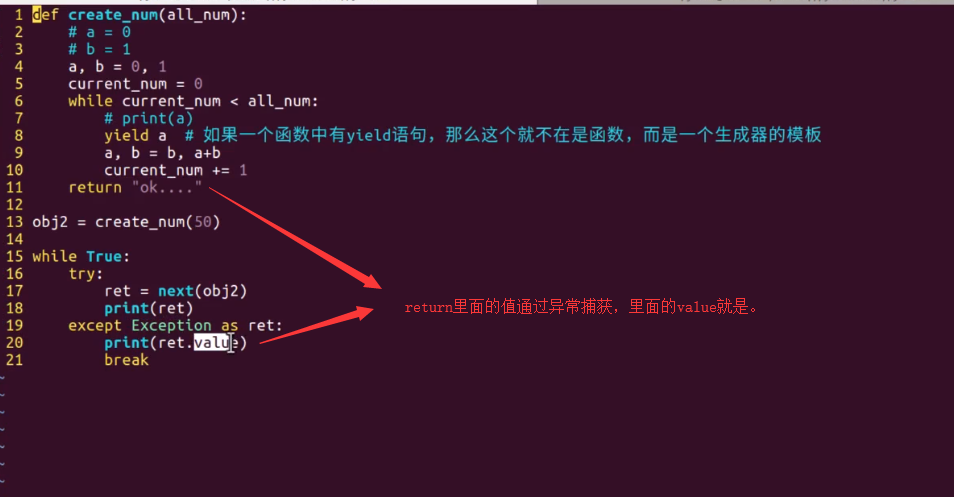 1 def create_num(all_num):
2     # a = 0
3     # b = 1
4     a, b = 0, 1
5     current_num = 0
6     while current_num < all_num:
7         # print(a)
8         yield a  # 如果一个函数中有yield语句，那么这个就不在是函数，而是一个生成器的模板
9         a, b = b, a+b
10         current_num += 1
11     return "ok...."
12
13 obj2 = create_num(50)
14
15 while True:
16     try:
17         ret = next(obj2)
18         print(ret)
19     except Exception as ret:
20         print(ret.value)
21         break
return里面的值通过异常捕获，里面的value就是。
~
~
~
~
~
~
~